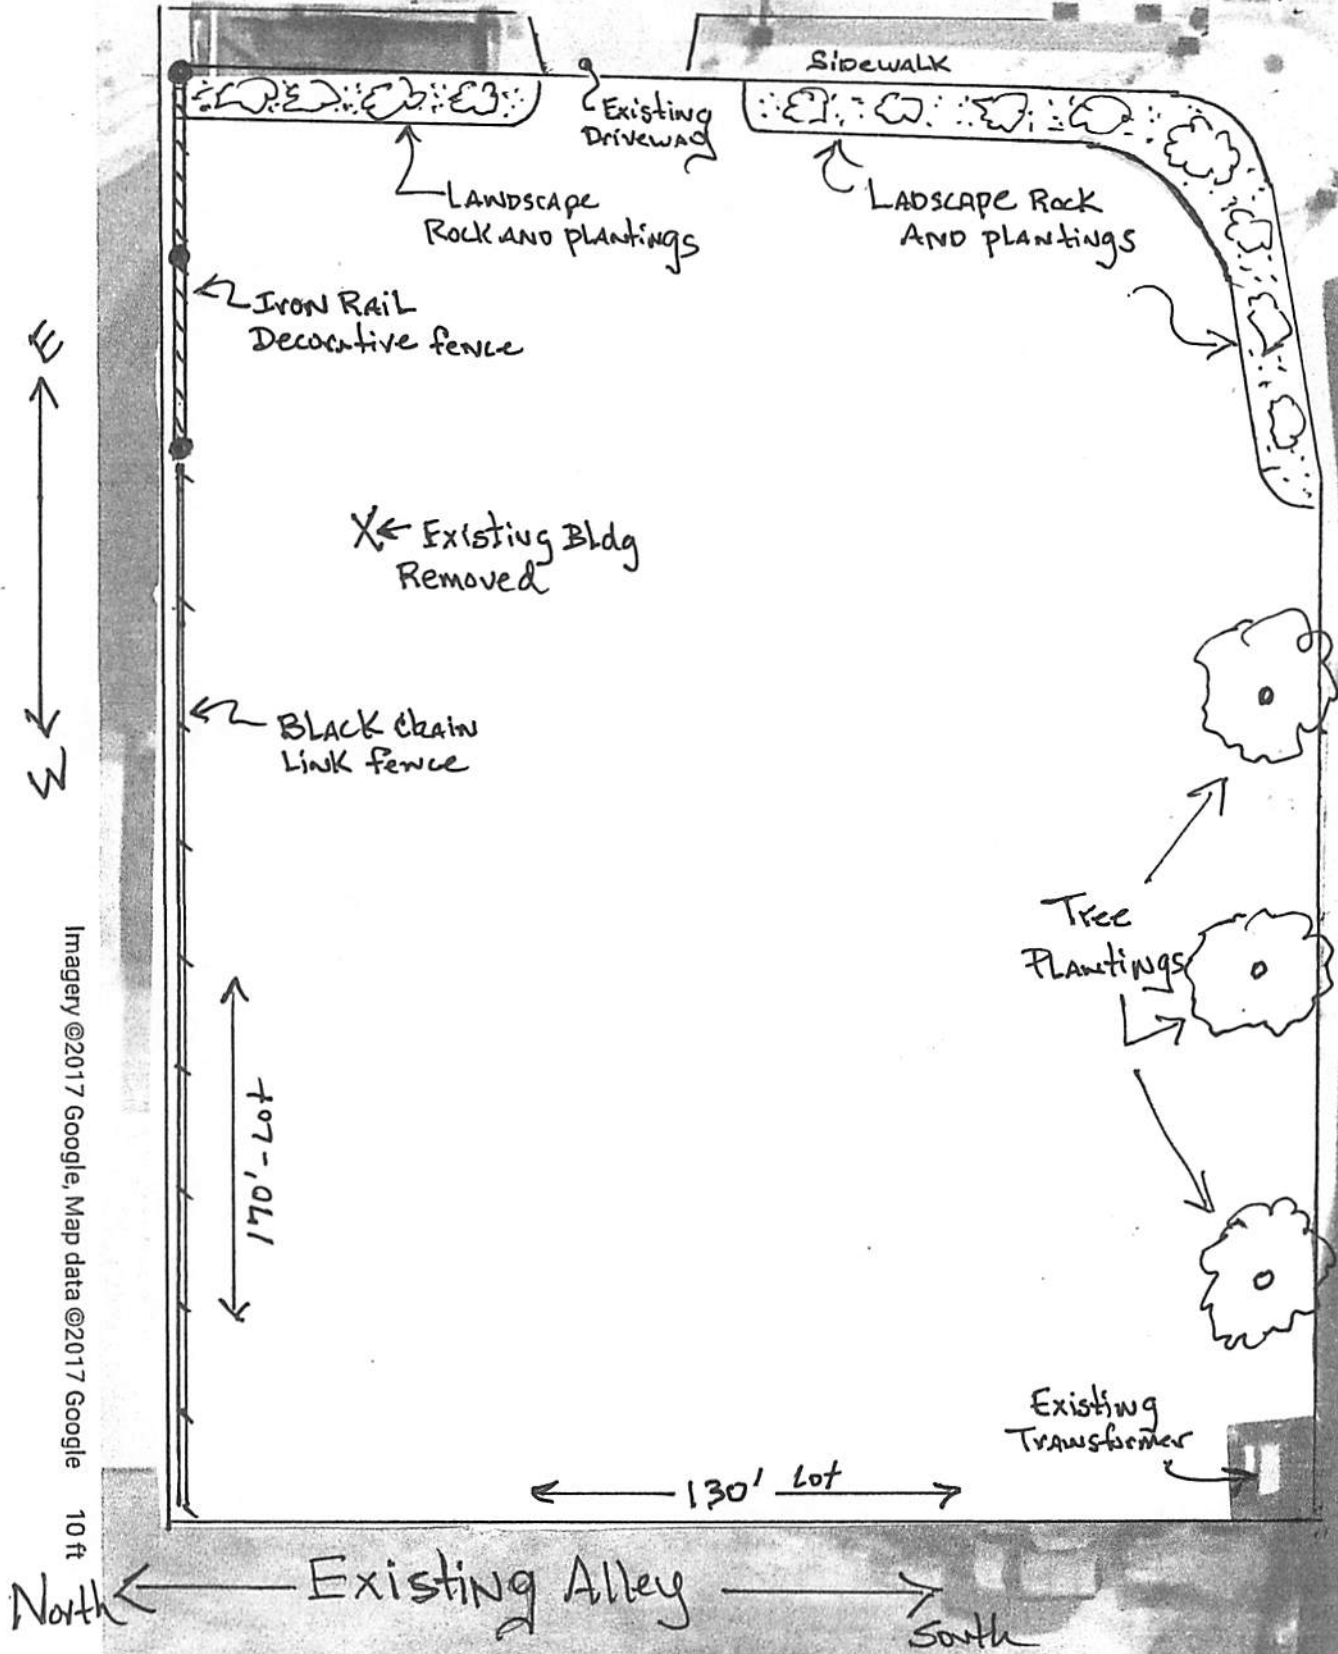 SIDEWALK
Existing
Driveway
LANDSCAPE
Rock AND plantings
LADSCAPE Rock
AND plantings
Iron Rail
Decorative fence
E
W
X Existing Bldg
Removed
BLACK Chain
Link fence
Tree
Plantings
140'-Lot
Existing
Transformer
130' Lot
North
Existing Alley
South
Imagery ©2017 Google, Map data ©2017 Google 10 ft